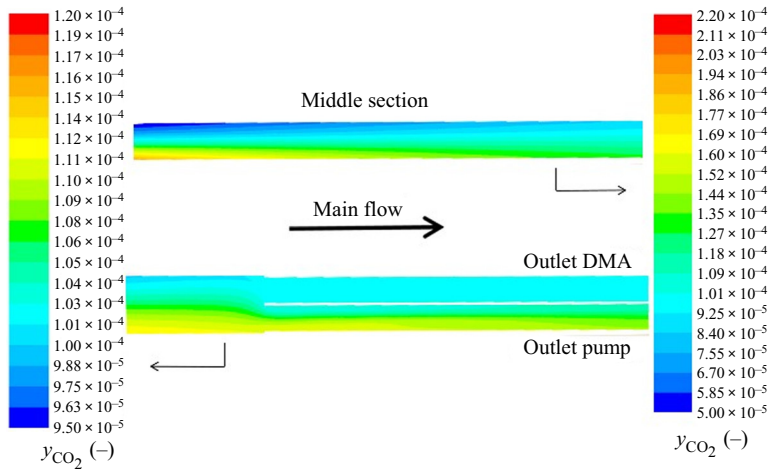 1.20 × 10–4
1.20 × 10–4
1.20 × 10–4
1.20 × 10–4
1.15 × 10–4
1.14 × 10–4
1.15 × 10–4
1.11 × 10–4
1.10 × 10–4
1.09 × 10–4
1.08 × 10–4
1.06 × 10–4
1.05 × 10–4
1.04 × 10–4
1.03 × 10–4
1.01 × 10–4
1.00 × 10–4
9.88 × 10–5
9.75 × 10–5
9.63 × 10–5
9.50 × 10–5
yCO2 (–)
Middle section
Main flow
Outlet DMA
Outlet pump
2.20 × 10–4
2.11 × 10–4
2.03 × 10–4
1.94 × 10–4
1.86 × 10–4
1.77 × 10–4
1.69 × 10–4
1.60 × 10–4
1.52 × 10–4
1.43 × 10–4
1.35 × 10–4
1.27 × 10–4
1.18 × 10–4
1.09 × 10–4
1.01 × 10–4
9.25 × 10–5
8.40 × 10–5
7.55 × 10–5
6.70 × 10–5
5.85 × 10–5
5.00 × 10–5
yCO2 (–)